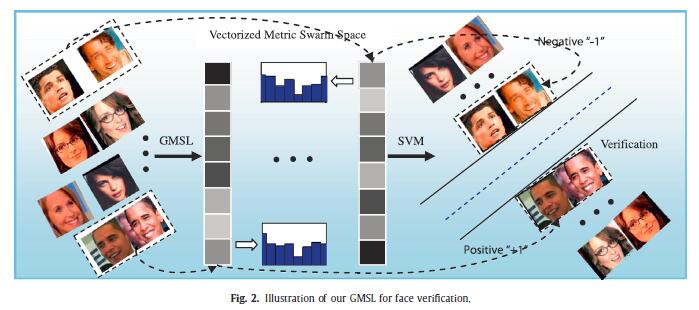 Vectorized Metric Swarm Space
Negative “-1”
GMSL
SVM
Verification
Positive “+1”
Fig. 2. Illustration of our GMSL for face verification.